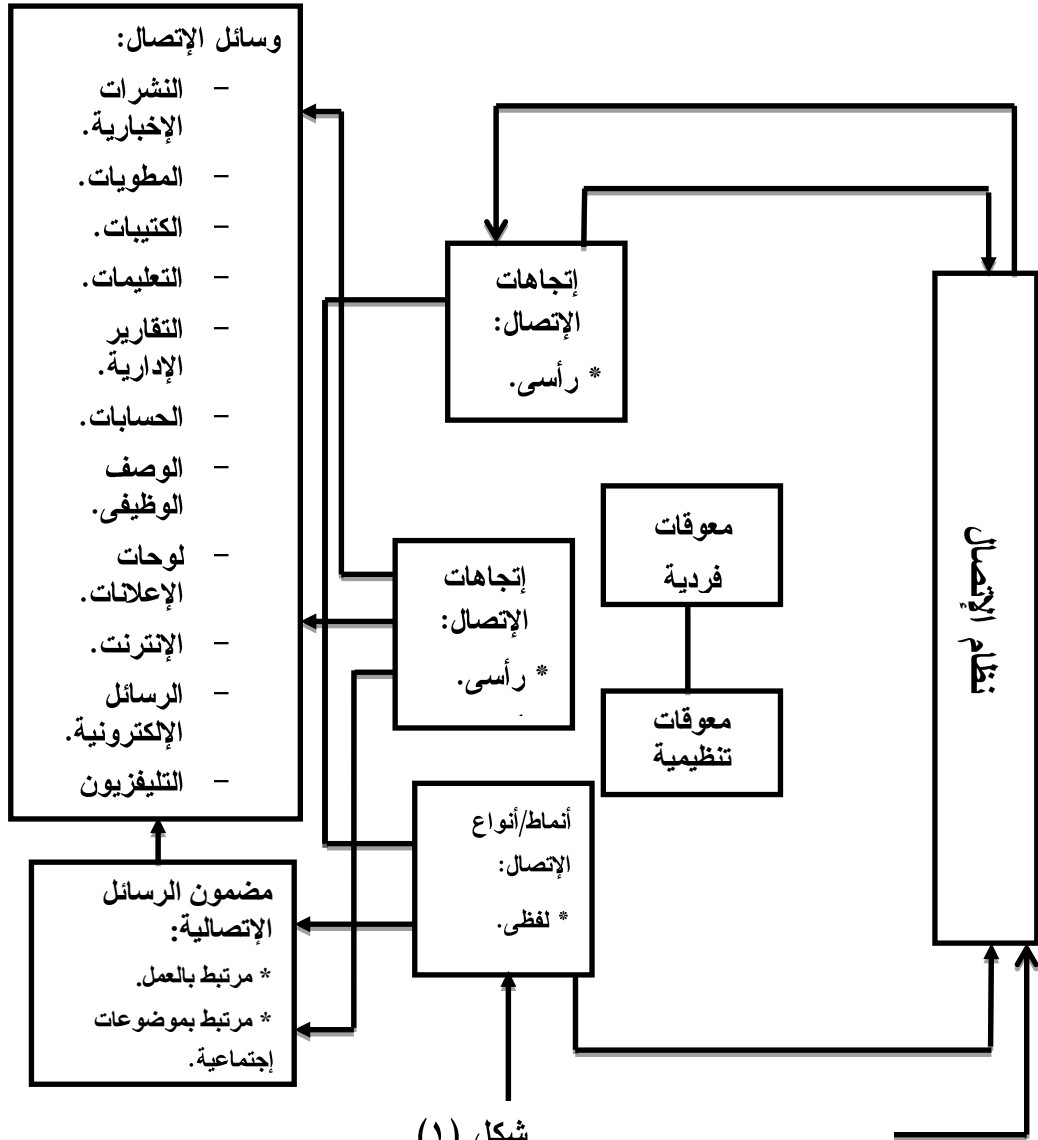 وسائل الإتصال:
– النشرات
الإخبارية.
– المطويات.
– الكتيبات.
– التعليمات.
– التقارير
الإدارية.
– الحسابات.
– الوصف
الوظيفى.
– لوحات
الإعلانات.
– الإنترنت.
– الرسائل
الإلكترونية.
– التليفزيون
إتجاهات
الإتصال:
* رأسى.
معوقات
فردية
نظام الإتصال
إتجاهات
الإتصال:
* رأسى.
معوقات
تنظيمية
أنماط/أنواع
الإتصال:
* لفظى.
مضمون الرسائل
الإتصالية:
* مرتبط بالعمل.
* مرتبط بموضوعات
إجتماعية.
شكل (١)